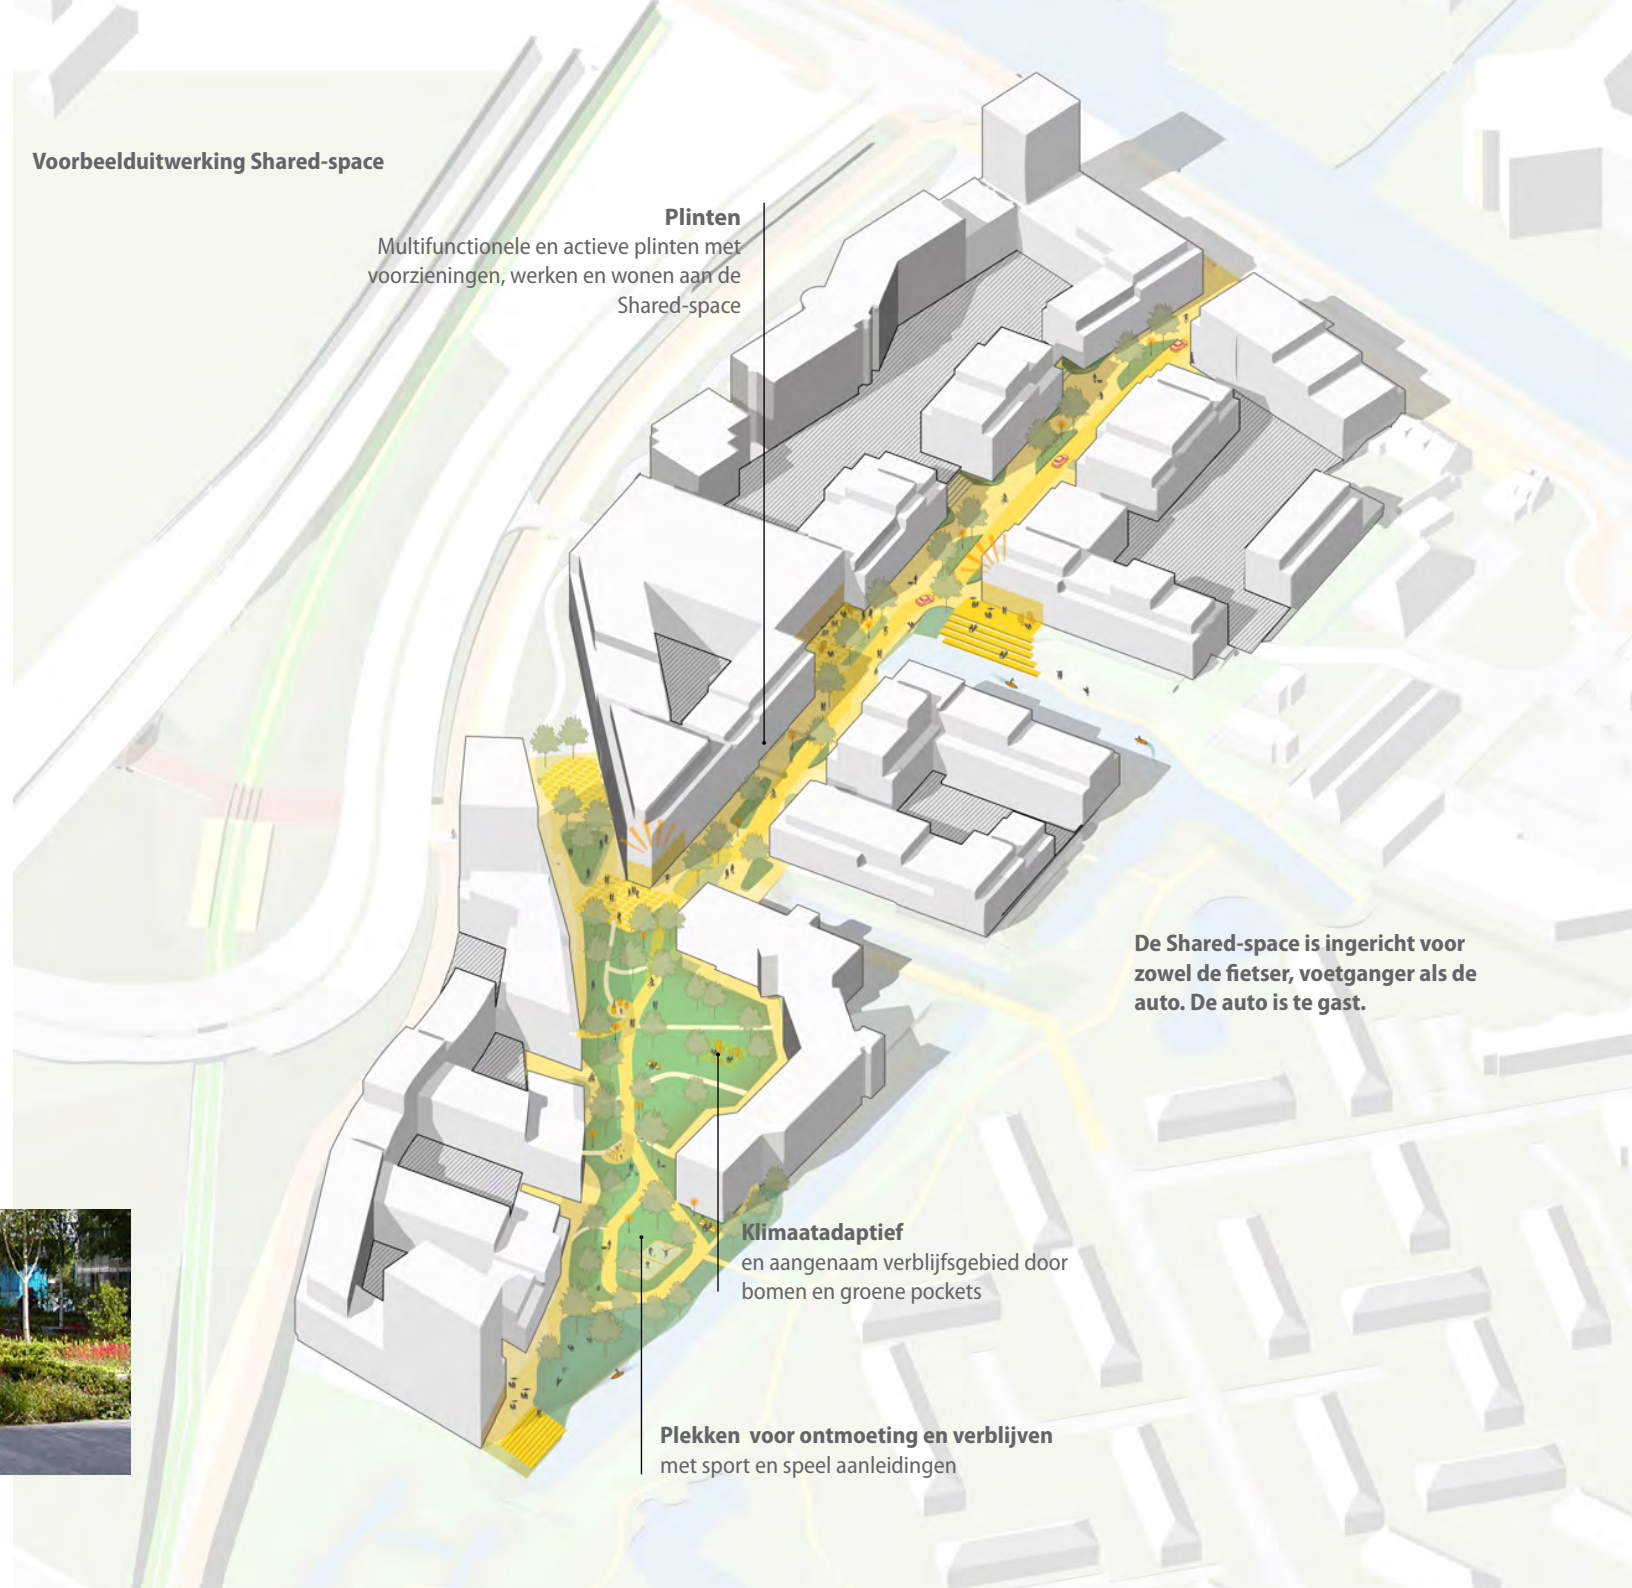 Voorbeelduitwerking Shared-space
Plinten
Multifunctionele en actieve plinten met
voorzieningen, werken en wonen aan de
Shared-space
De Shared-space is ingericht voor
zowel de fietser, voetganger als de
auto. De auto is te gast.
Klimaatadaptief
en aangenaam verblijfsgebied door
bomen en groene pockets
Plekken voor ontmoeting en verblijven
met sport en speel aanleidingen